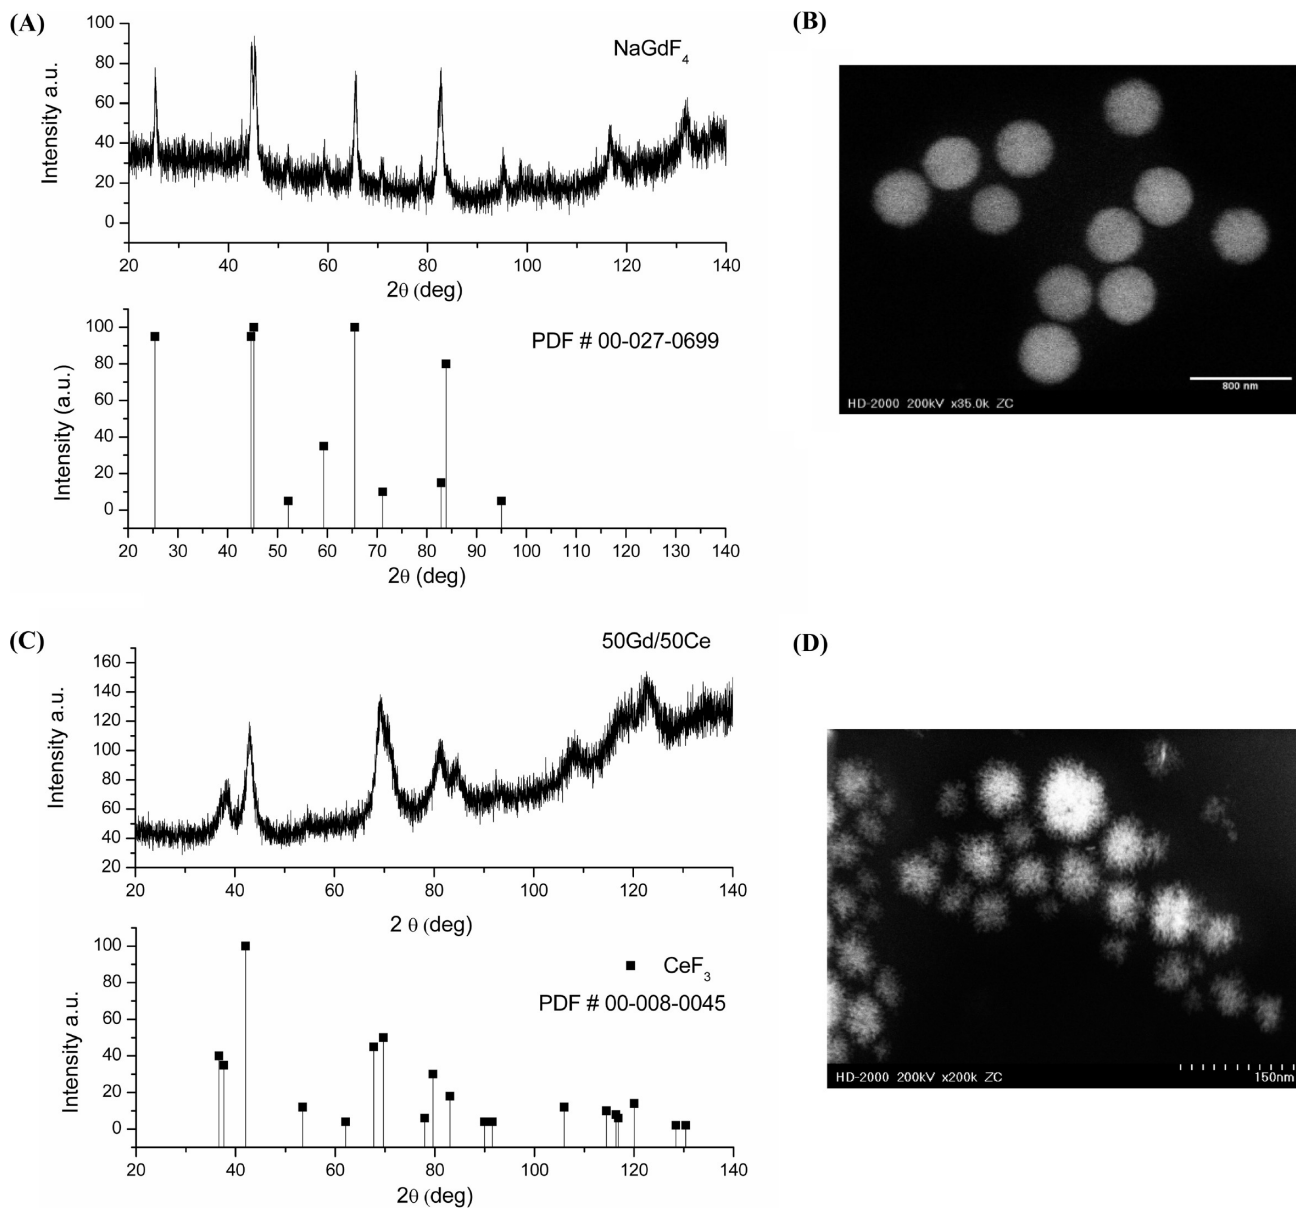 (A)
NaGdF4
100
80
60
40
20
0
Intensity a.u.
20 40 60 80 100 120 140
2θ (deg)
PDF # 00-027-0699
100
80
60
40
20
0
Intensity (a.u.)
20 30 40 50 60 70 80 90 100 110 120 130 140
2θ (deg)
(B)
800 nm
HD-2000 200kV x35.0k ZC
(C)
50Gd/50Ce
160
140
120
100
80
60
40
20
Intensity a.u.
20 40 60 80 100 120 140
2 θ (deg)
CeF3
PDF # 00-008-0045
100
80
60
40
20
0
Intensity a.u.
20 40 60 80 100 120 140
2θ (deg)
(D)
HD-2000 200kV x200k ZC
150nm